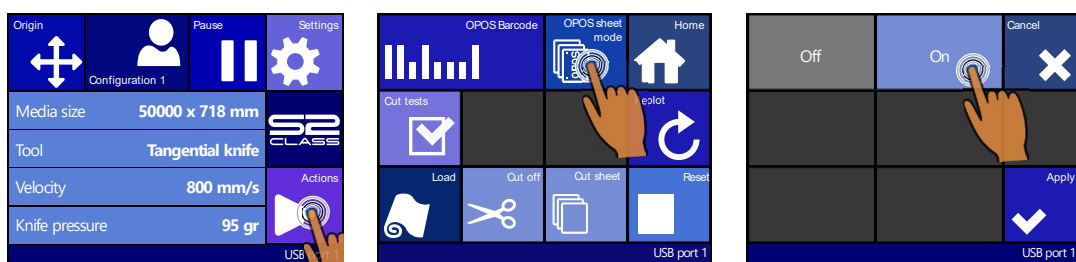 Origin
Configuration 1
Pause
Settings
Media size 50000 x 718 mm
S2
CLASS
Tool Tangential knife
Velocity 800 mm/s
Actions
Knife pressure 95 gr
USB port 1
OPOS Barcode
OPOS sheet
mode
OPOS
Home
Cut tests
Load
Cut off
Cut sheet
Reset
USB port 1
Off
On
Cancel
Apply
USB port 1